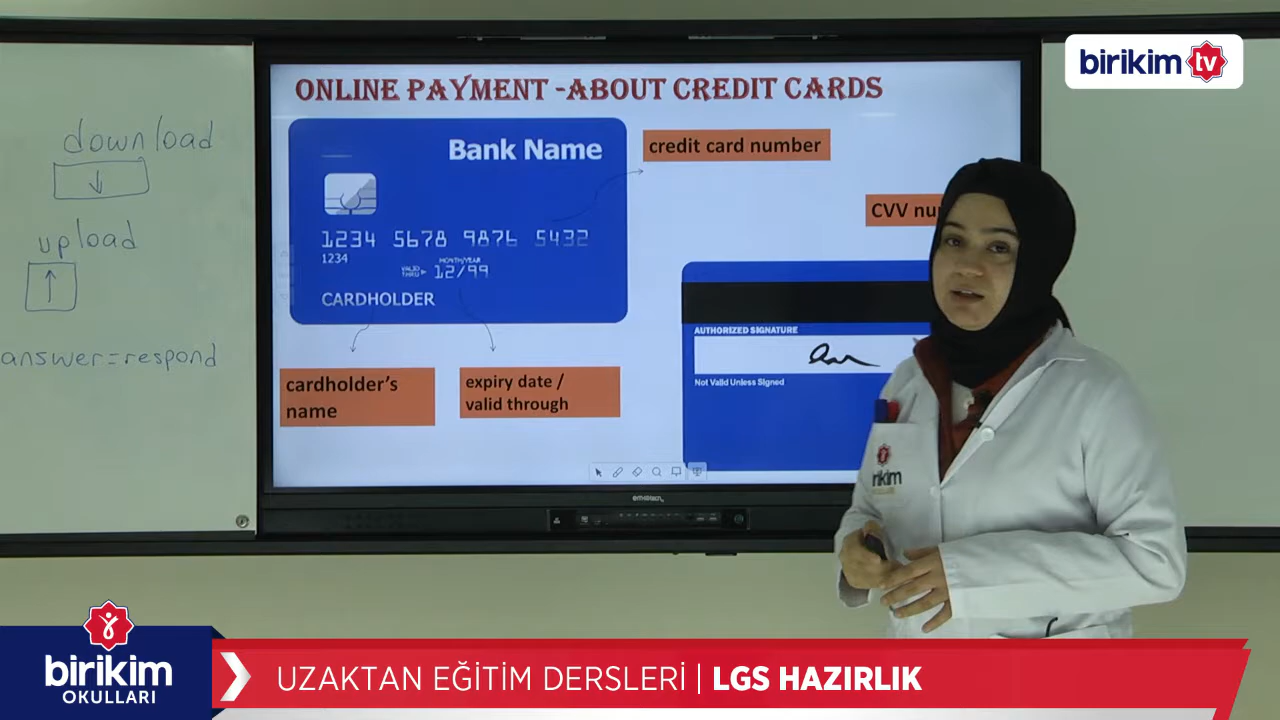 birikim tv
ONLINE PAYMENT -ABOUT CREDIT CARDS
download
upload
answer=respond
Bank Name
1234 5678 9876 5432
1234
MONTH/YEAR
VALID THRU 12/99
CARDHOLDER
credit card number
CVV nu
cardholder's
name
expiry date /
valid through
AUTHORIZED SIGNATURE
Not Valid Unless Signed
birikim
OKULLARI
UZAKTAN EĞİTİM DERSLERİ | LGS HAZIRLIK